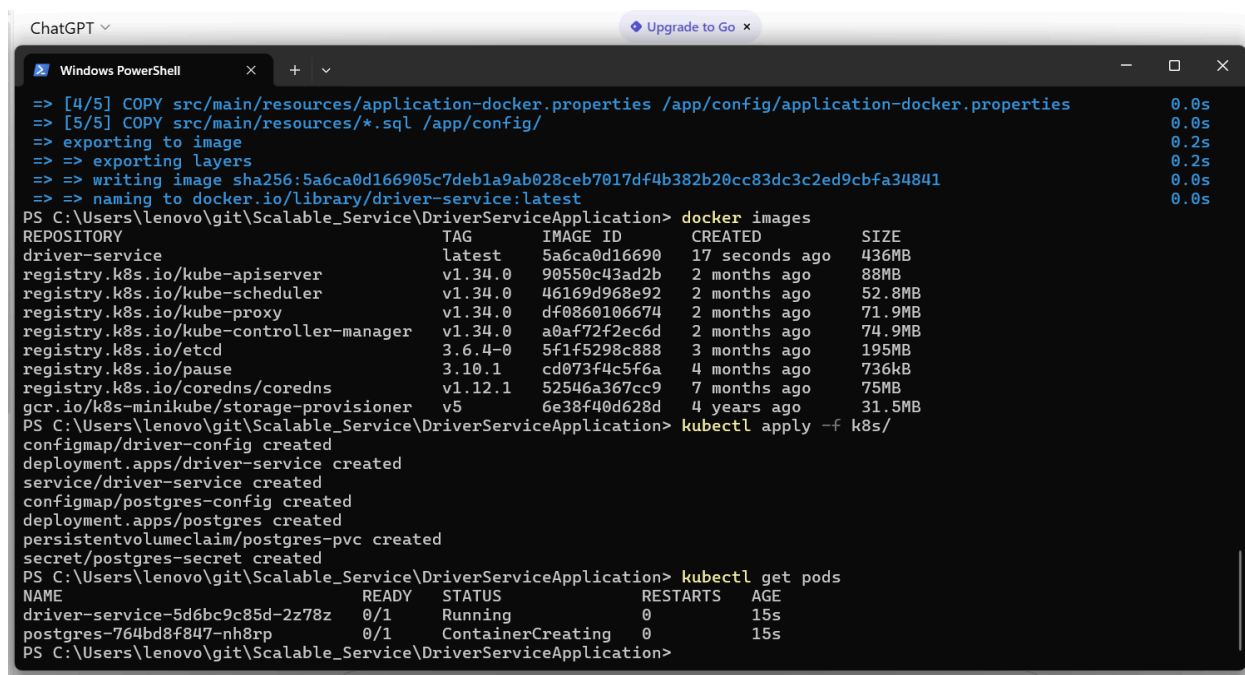 ChatGPT
Upgrade to Go ×
Windows PowerShell
=> [4/5] COPY src/main/resources/application-docker.properties /app/config/application-docker.properties 0.0s
=> [5/5] COPY src/main/resources/*.sql /app/config/ 0.0s
=> exporting to image 0.2s
=> => exporting layers 0.2s
=> => writing image sha256:5a6ca0d166905c7deb1a9ab028ceb7017df4b382b20cc83dc3c2ed9cbfa34841 0.0s
=> => naming to docker.io/library/driver-service:latest 0.0s
PS C:\Users\lenovo\git\Scalable_Service\DriverServiceApplication> docker images
REPOSITORY TAG IMAGE ID CREATED SIZE
driver-service latest 5a6ca0d16690 17 seconds ago 436MB
registry.k8s.io/kube-apiserver v1.34.0 90550c43ad2b 2 months ago 88MB
registry.k8s.io/kube-scheduler v1.34.0 46169d968e92 2 months ago 52.8MB
registry.k8s.io/kube-proxy v1.34.0 df0860106674 2 months ago 71.9MB
registry.k8s.io/kube-controller-manager v1.34.0 a0af72f2ec6d 2 months ago 74.9MB
registry.k8s.io/etcd 3.6.4-0 5f1f5298c888 3 months ago 195MB
registry.k8s.io/pause 3.10.1 cd073f4c5f6a 4 months ago 736kB
registry.k8s.io/coredns/coredns v1.12.1 52546a367cc9 7 months ago 75MB
gcr.io/k8s-minikube/storage-provisioner v5 6e38f40d628d 4 years ago 31.5MB
PS C:\Users\lenovo\git\Scalable_Service\DriverServiceApplication> kubectl apply -f k8s/
configmap/driver-config created
deployment.apps/driver-service created
service/driver-service created
configmap/postgres-config created
deployment.apps/postgres created
persistentvolumeclaim/postgres-pvc created
secret/postgres-secret created
PS C:\Users\lenovo\git\Scalable_Service\DriverServiceApplication> kubectl get pods
NAME READY STATUS RESTARTS AGE
driver-service-5d6bc9c85d-2z78z 0/1 Running 0 15s
postgres-764bd8f847-nh8rp 0/1 ContainerCreating 0 15s
PS C:\Users\lenovo\git\Scalable_Service\DriverServiceApplication>